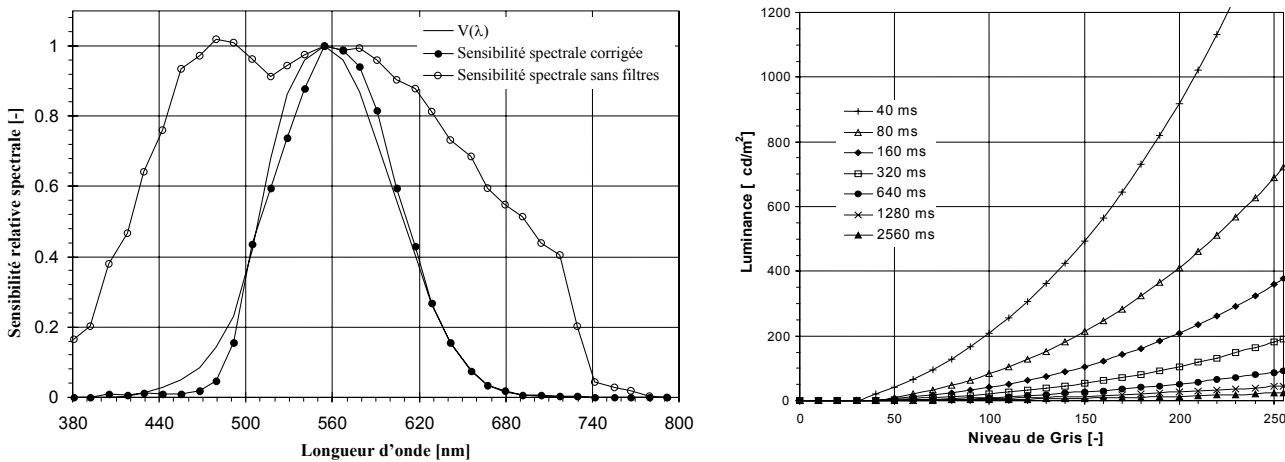 Sensibilité relative spectrale [-]
1
0.8
0.6
0.4
0.2
0
380
440
500
560
620
680
740
800
Longueur d'onde [nm]
V(λ)
Sensibilité spectrale corrigée
Sensibilité spectrale sans filtres
Luminance [ cd/m²]
1200
1000
800
600
400
200
0
0
50
100
150
200
250
Niveau de Gris [-]
40 ms
80 ms
160 ms
320 ms
640 ms
1280 ms
2560 ms